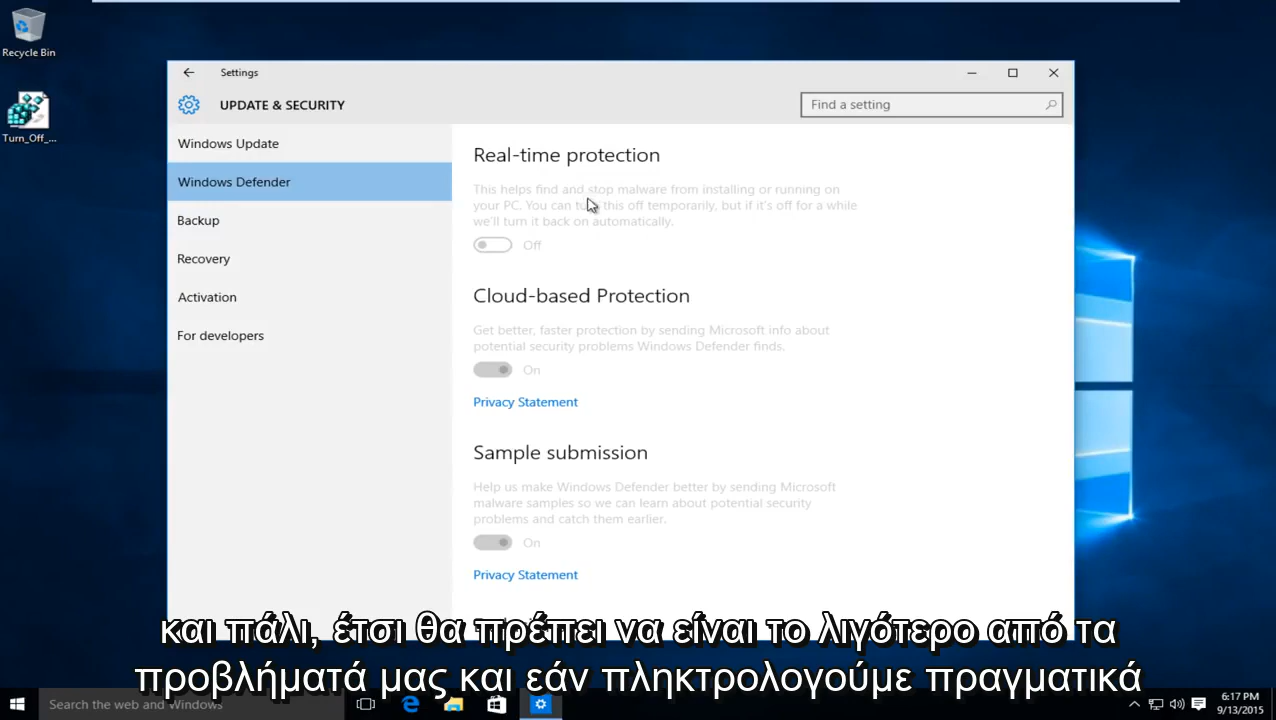 Recycle Bin
Turn_Off_...
Settings
UPDATE & SECURITY
Find a setting
Windows Update
Windows Defender
Backup
Recovery
Activation
For developers
Real-time protection
This helps find and stop malware from installing or running on
your PC. You can turn this off temporarily, but if it's off for a while
we'll turn it back on automatically.
Off
Cloud-based Protection
Get better, faster protection by sending Microsoft info about
potential security problems Windows Defender finds.
On
Privacy Statement
Sample submission
Help us make Windows Defender better by sending Microsoft
malware samples so we can learn about potential security
problems and catch them earlier.
On
Privacy Statement
και πάλι, έτσι θα πρέπει να είναι το λιγότερο από τα
προβλήματά μας και εάν πληκτρολογούμε πραγματικά
Search the web and Windows
6:17 PM
9/13/2015